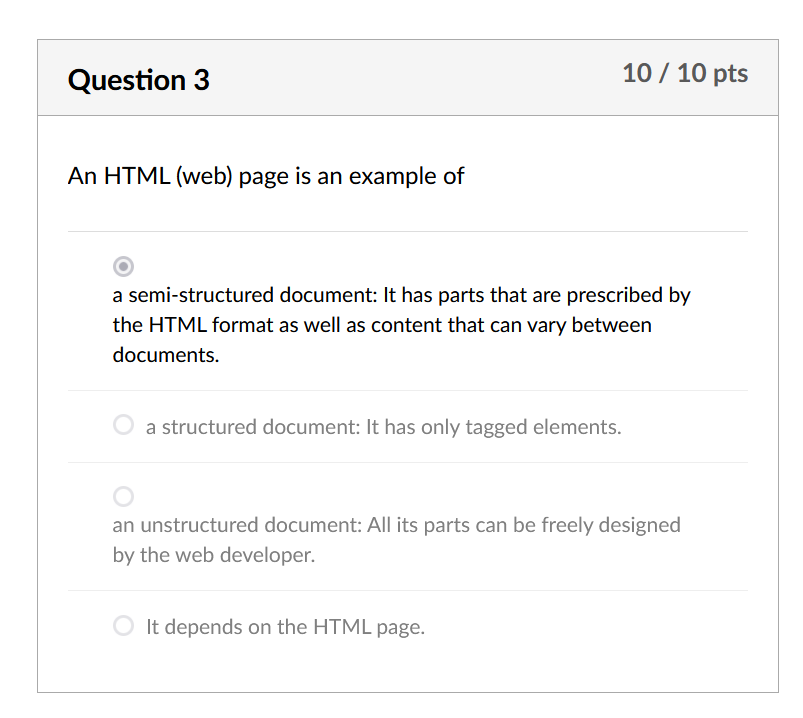 Question 3
10 / 10 pts
An HTML (web) page is an example of
a semi-structured document: It has parts that are prescribed by
the HTML format as well as content that can vary between
documents.
a structured document: It has only tagged elements.
an unstructured document: All its parts can be freely designed
by the web developer.
It depends on the HTML page.